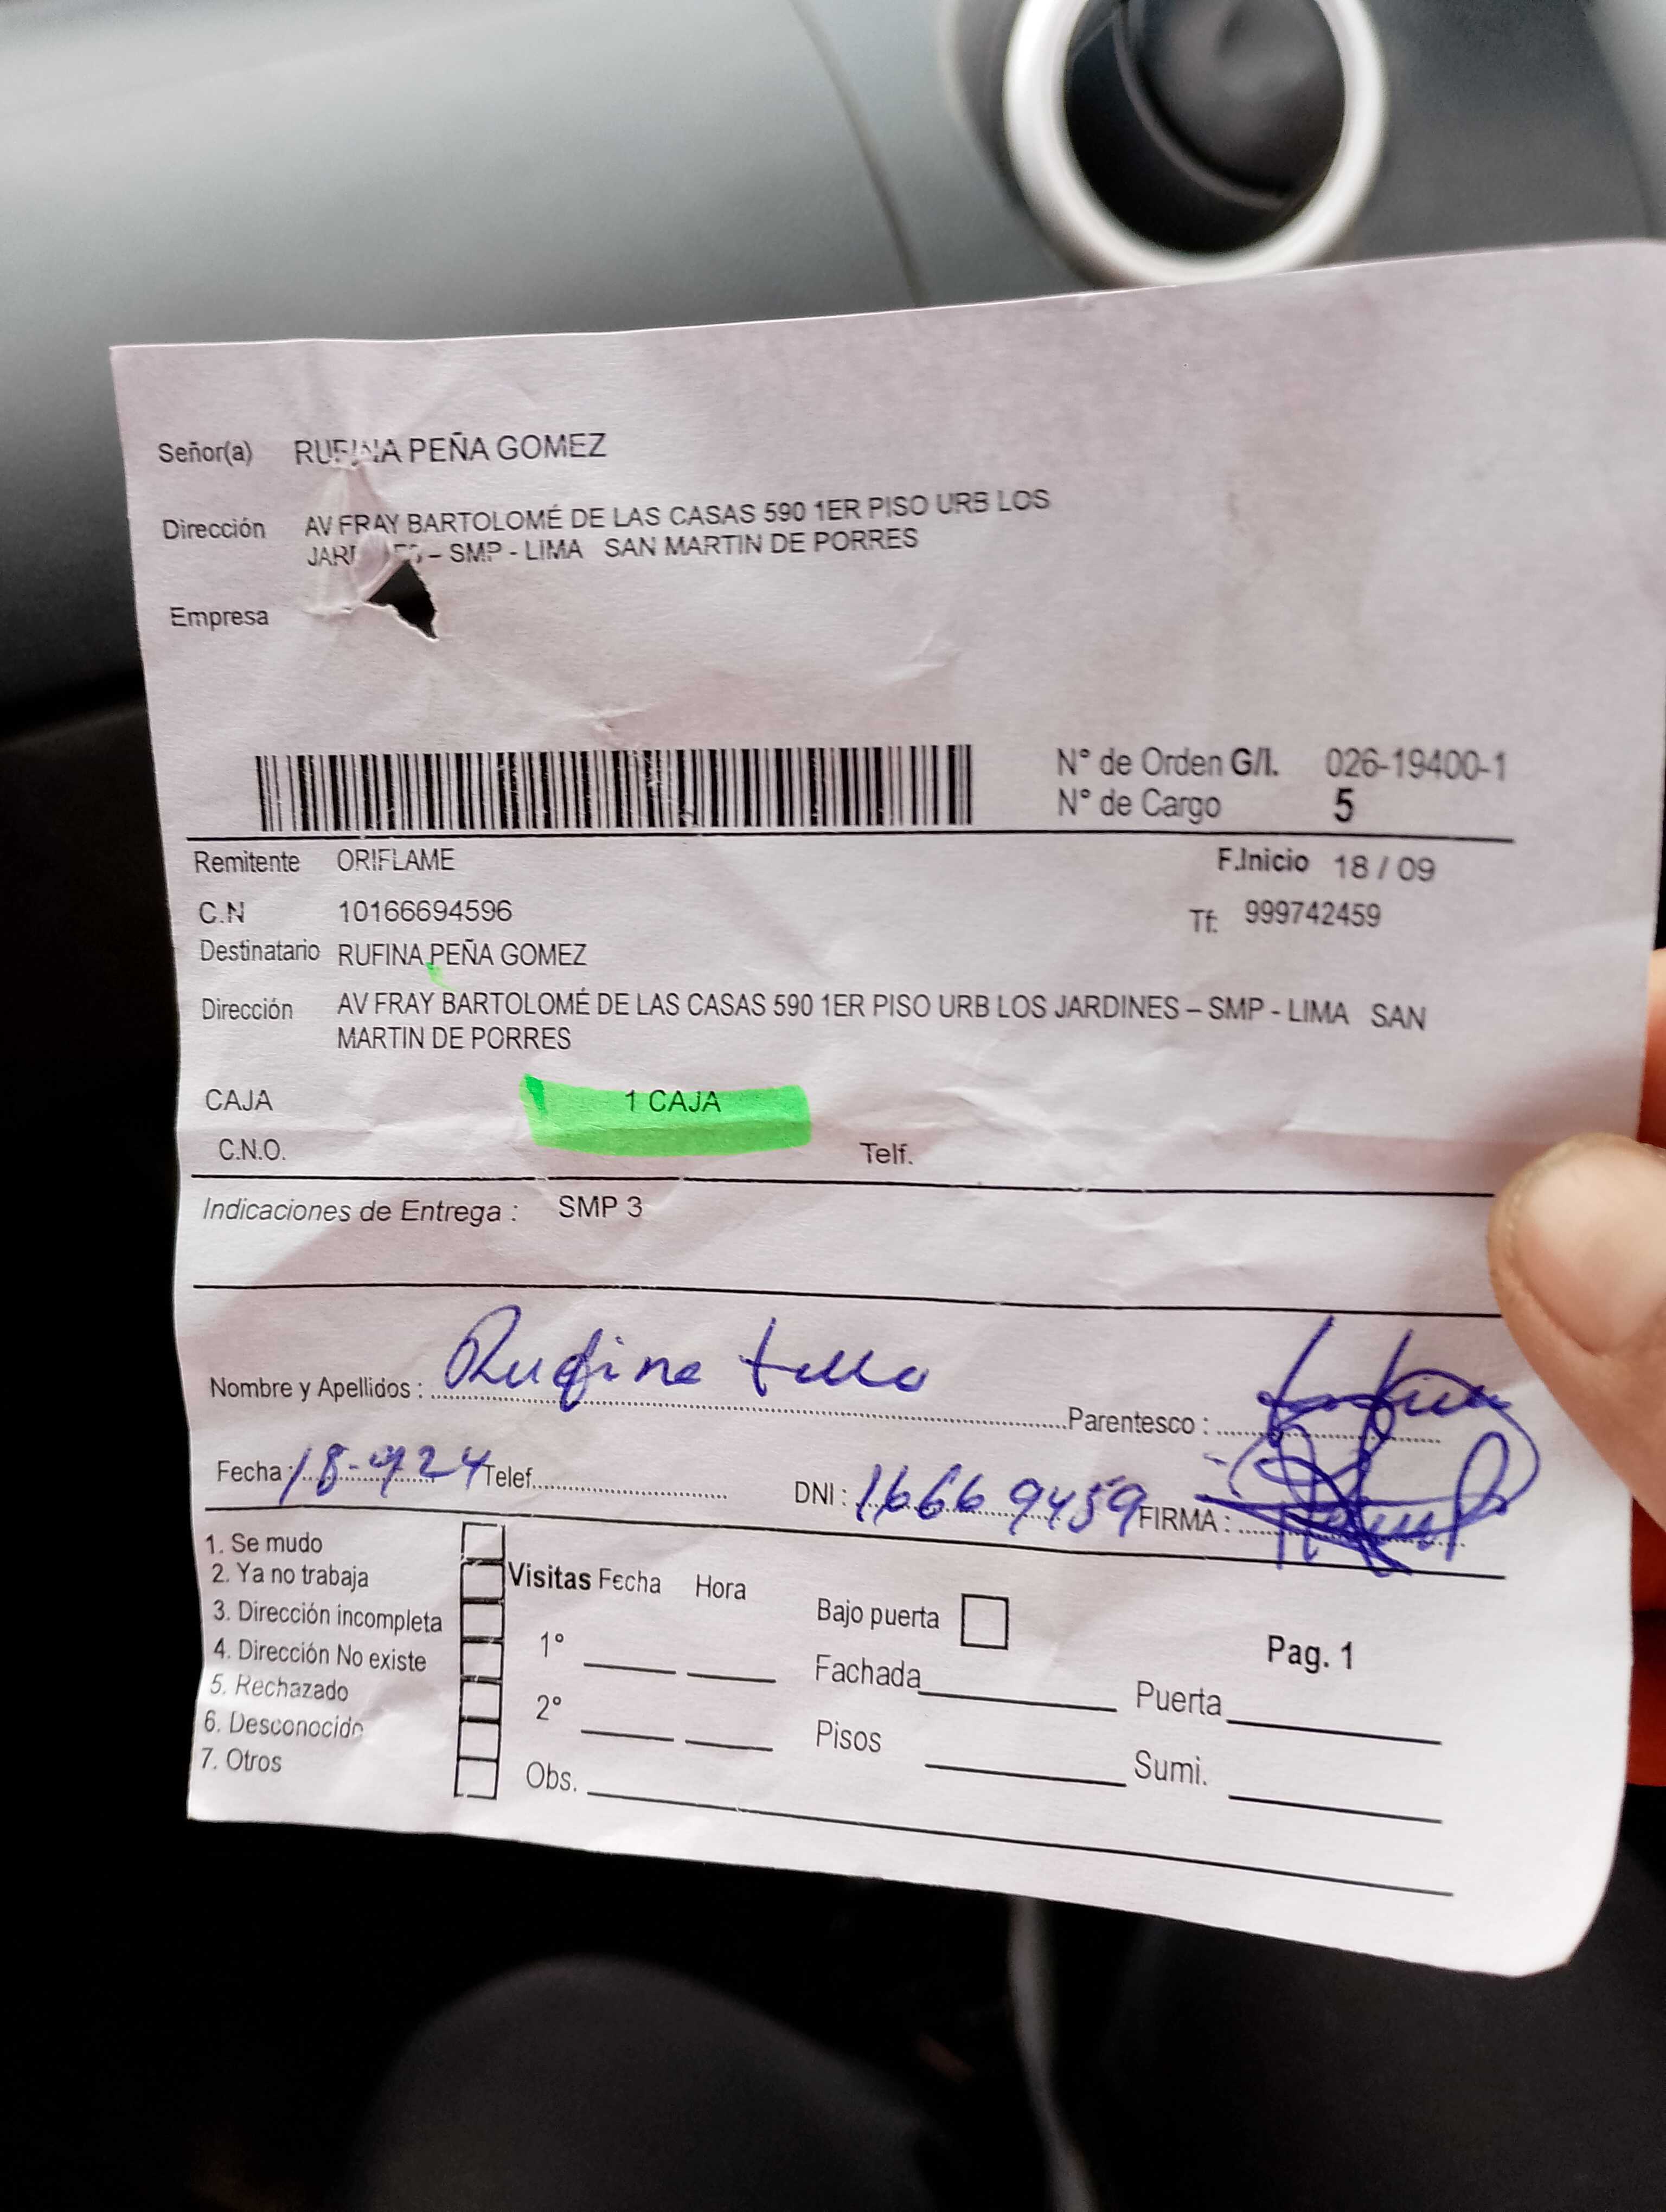 Señor(a) RUFINA PEÑA GOMEZ
Dirección AV FRAY BARTOLOMÉ DE LAS CASAS 590 1ER PISO URB LOS
JARDINES – SMP - LIMA SAN MARTIN DE PORRES
Empresa
N° de Orden G/I. 026-19400-1
N° de Cargo 5
Remitente ORIFLAME F.Inicio 18 / 09
C.N 10166694596 Tf: 999742459
Destinatario RUFINA PEÑA GOMEZ
Dirección AV FRAY BARTOLOMÉ DE LAS CASAS 590 1ER PISO URB LOS JARDINES – SMP - LIMA SAN
MARTIN DE PORRES
CAJA 1 CAJA
C.N.O. Telf.
Indicaciones de Entrega : SMP 3
Nombre y Apellidos : Rufina Parentesco :
Fecha : 18-9-24 Telef. DNI : 16669459 FIRMA :
1. Se mudo
2. Ya no trabaja
3. Dirección incompleta
4. Dirección No existe
5. Rechazado
6. Desconocido
7. Otros
Visitas Fecha Hora
1°
2°
Obs.
Bajo puerta
Fachada
Pisos
Pag. 1
Puerta
Sumi.